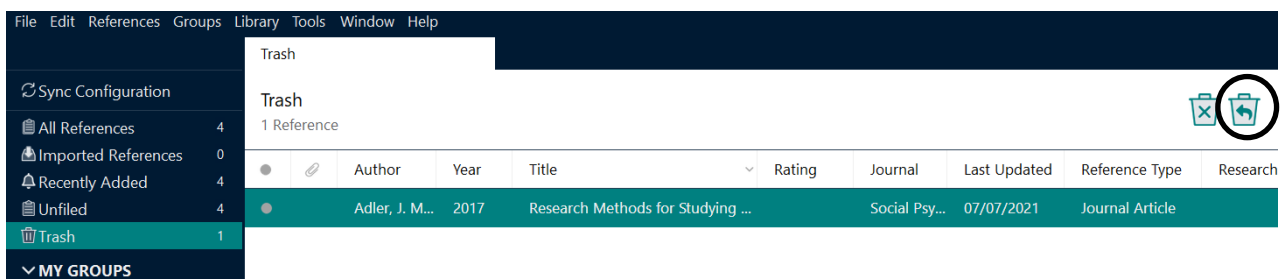 File Edit References Groups Library Tools Window Help
Trash
Sync Configuration
All References 4
Imported References 0
Recently Added 4
Unfiled 4
Trash 1
MY GROUPS
Trash
1 Reference
Author Year Title Rating Journal Last Updated Reference Type Research
Adler, J. M... 2017 Research Methods for Studying ... Social Psy... 07/07/2021 Journal Article